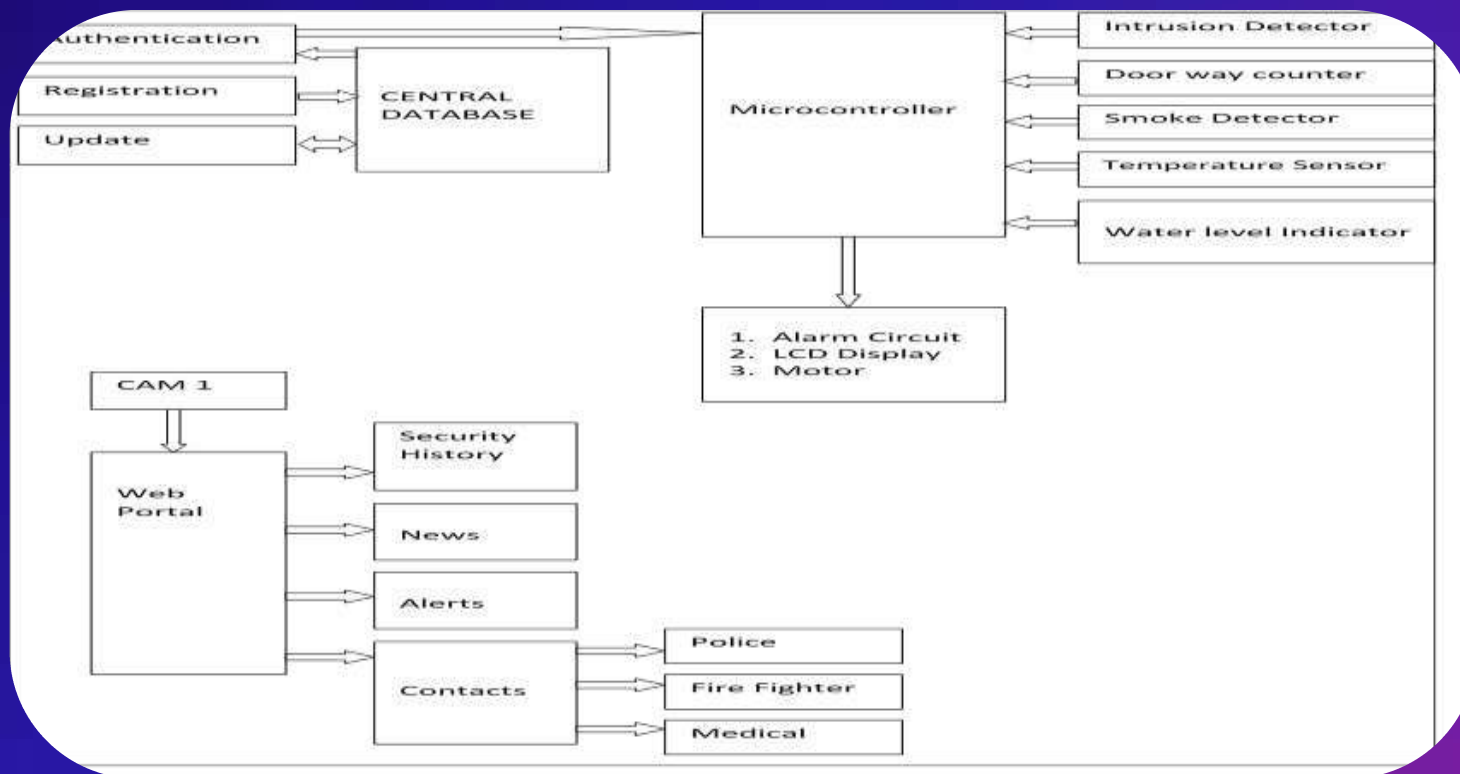 Authentication
Registration
Update
CENTRAL
DATABASE
Microcontroller
Intrusion Detector
Door way counter
Smoke Detector
Temperature Sensor
Water level Indicator
1. Alarm Circuit
2. LCD Display
3. Motor
CAM 1
Web
Portal
Security
History
News
Alerts
Contacts
Police
Fire Fighter
Medical